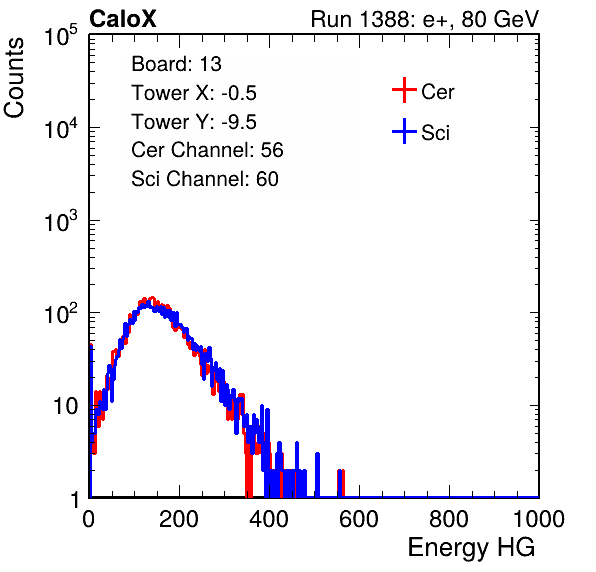 CaloX Run 1388: e+, 80 GeV
Board: 13
Tower X: -0.5
Tower Y: -9.5
Cer Channel: 56
Sci Channel: 60
Cer
Sci
Counts
10^5
10^4
10^3
10^2
10
1
0 200 400 600 800 1000
Energy HG